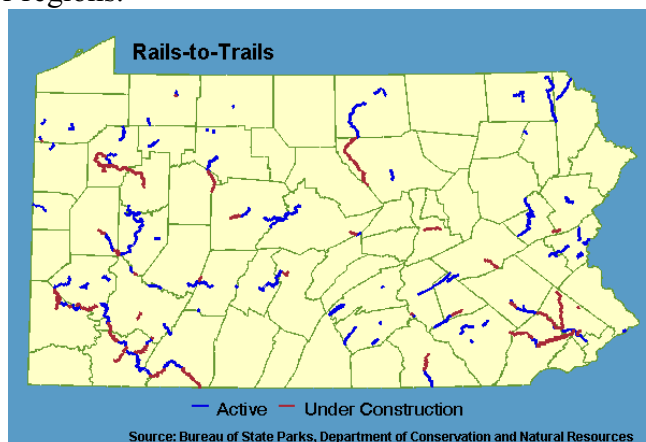 regions.
Rails-to-Trails
Active Under Construction
Source: Bureau of State Parks, Department of Conservation and Natural Resources